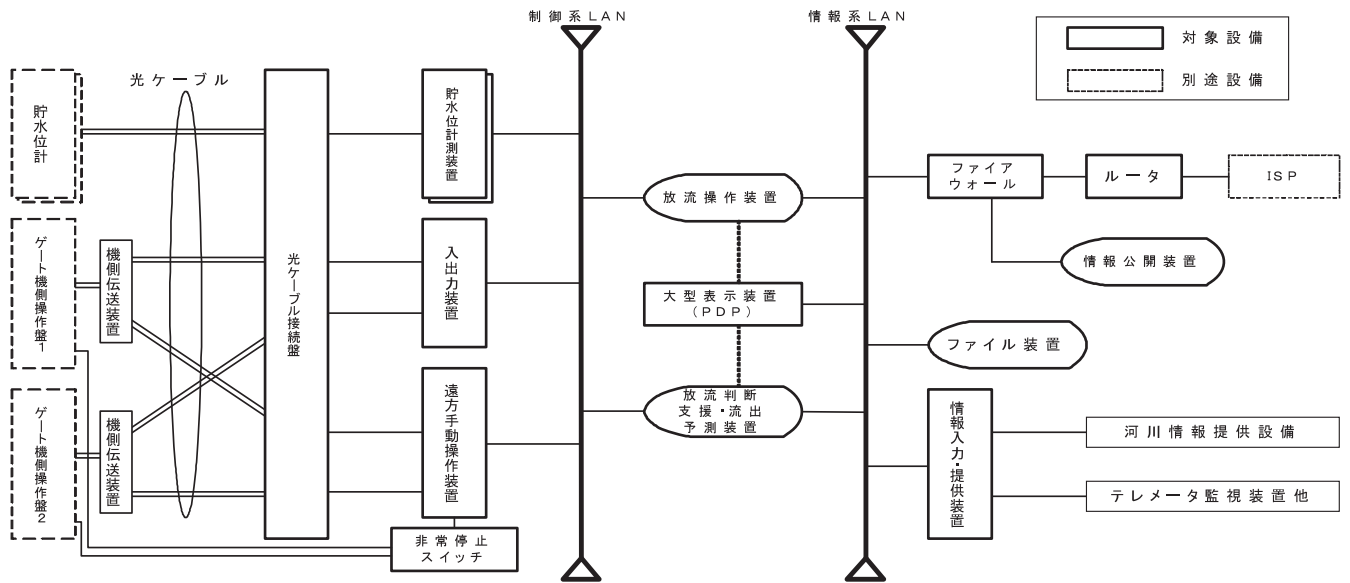 制御系LAN
情報系LAN
対象設備
別途設備
光ケーブル
貯水位計
貯水位計測装置
ファイア
ウォール
ルータ
ISP
放流操作装置
ゲート機側操作盤1
機側伝送装置
光ケーブル接続盤
入出力装置
情報公開装置
大型表示装置
(PDP)
ファイル装置
ゲート機側操作盤2
機側伝送装置
遠方手動操作装置
放流判断
支援・流出
予測装置
情報入力・提供装置
河川情報提供設備
テレメータ監視装置他
非常停止
スイッチ